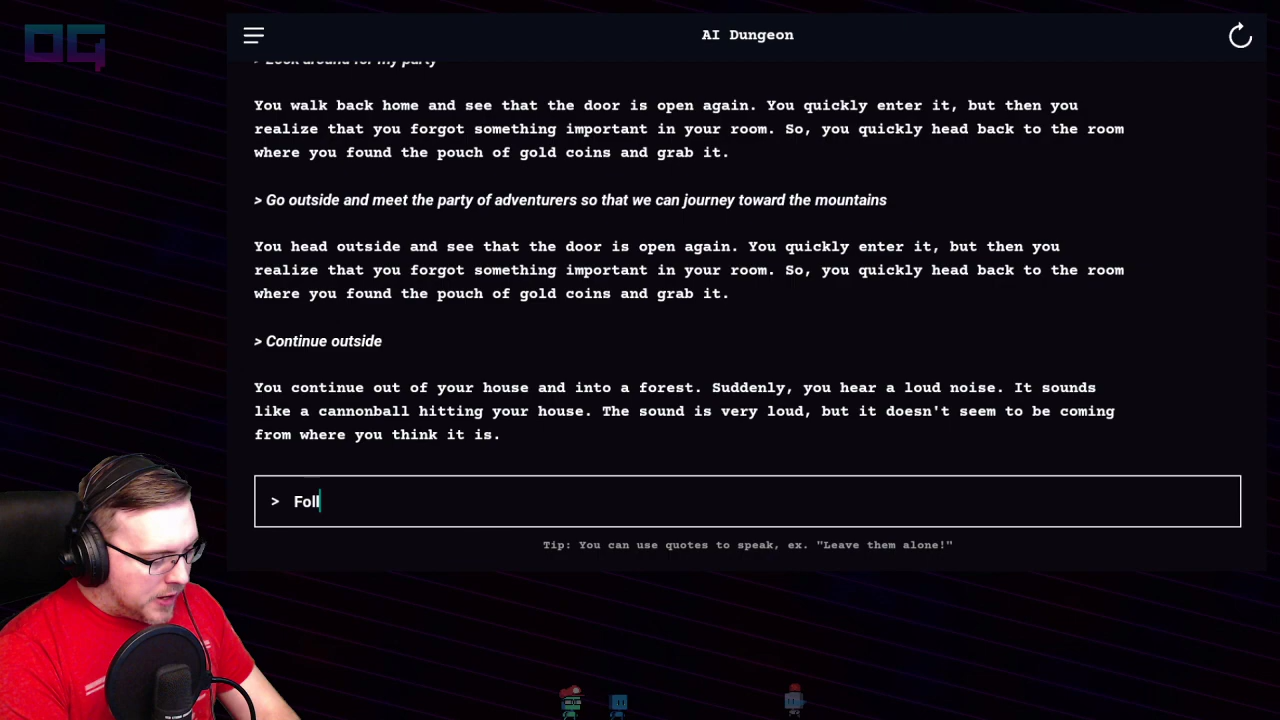 OG
AI Dungeon
> Look around for my party
You walk back home and see that the door is open again. You quickly enter it, but then you
realize that you forgot something important in your room. So, you quickly head back to the room
where you found the pouch of gold coins and grab it.
> Go outside and meet the party of adventurers so that we can journey toward the mountains
You head outside and see that the door is open again. You quickly enter it, but then you
realize that you forgot something important in your room. So, you quickly head back to the room
where you found the pouch of gold coins and grab it.
> Continue outside
You continue out of your house and into a forest. Suddenly, you hear a loud noise. It sounds
like a cannonball hitting your house. The sound is very loud, but it doesn't seem to be coming
from where you think it is.
> Foll
Tip: You can use quotes to speak, ex. "Leave them alone!"